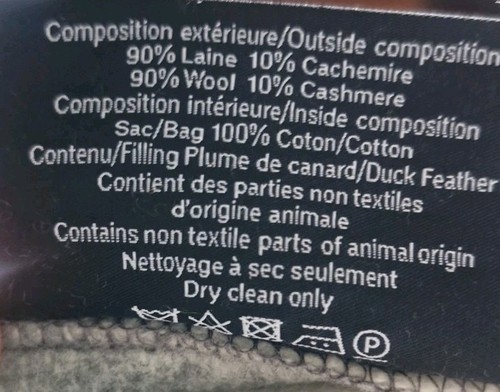 Composition extérieure/Outside composition
90% Laine 10% Cachemire
90% Wool 10% Cashmere
Composition intérieure/Inside composition
Sac/Bag 100% Coton/Cotton
Contenu/Filling Plume de canard/Duck Feather
Contient des parties non textiles
d'origine animale
Contains non textile parts of animal origin
Nettoyage à sec seulement
Dry clean only
P